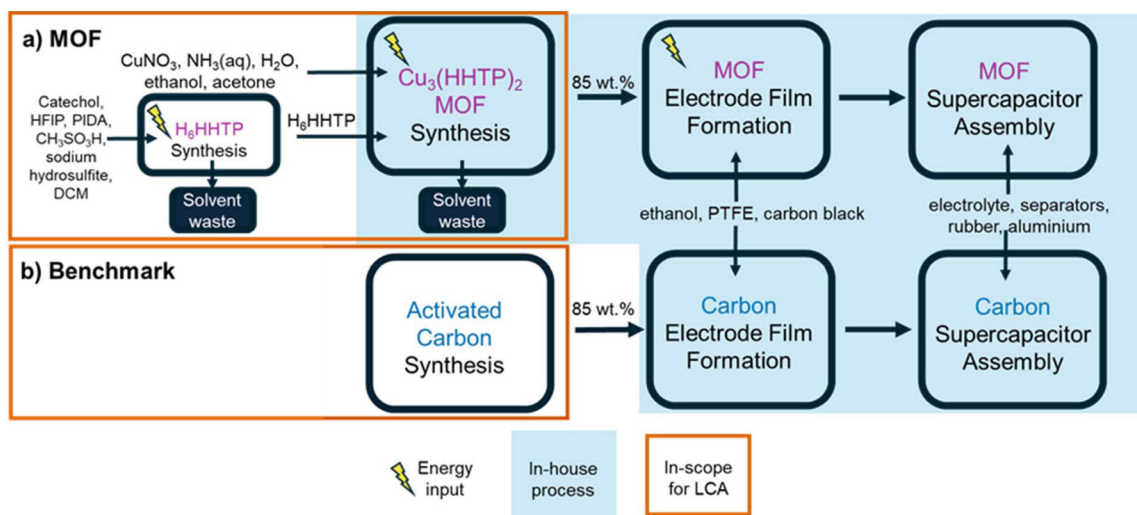 a) MOF
CuNO₃, NH₃(aq), H₂O,
ethanol, acetone
Catechol,
HFIP, PIDA,
CH₃SO₃H,
sodium
hydrosulfite,
DCM
H₆HHTP
Synthesis
H₆HHTP
Solvent
waste
Cu₃(HHTP)₂
MOF
Synthesis
Solvent
waste
85 wt.%
MOF
Electrode Film
Formation
MOF
Supercapacitor
Assembly
ethanol, PTFE, carbon black
electrolyte, separators,
rubber, aluminium
b) Benchmark
Activated
Carbon
Synthesis
85 wt.%
Carbon
Electrode Film
Formation
Carbon
Supercapacitor
Assembly
Energy
input
In-house
process
In-scope
for LCA